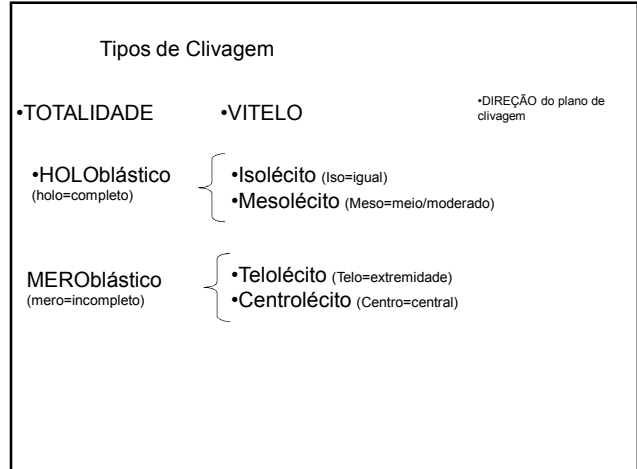 Tipos de Clivagem
•TOTALIDADE
•VITELO
•DIREÇÃO do plano de
clivagem
•HOLOblástico
(holo=completo)
•Isolécito (Iso=igual)
•Mesolécito (Meso=meio/moderado)
MEROblástico
(mero=incompleto)
•Telolécito (Telo=extremidade)
•Centrolécito (Centro=central)